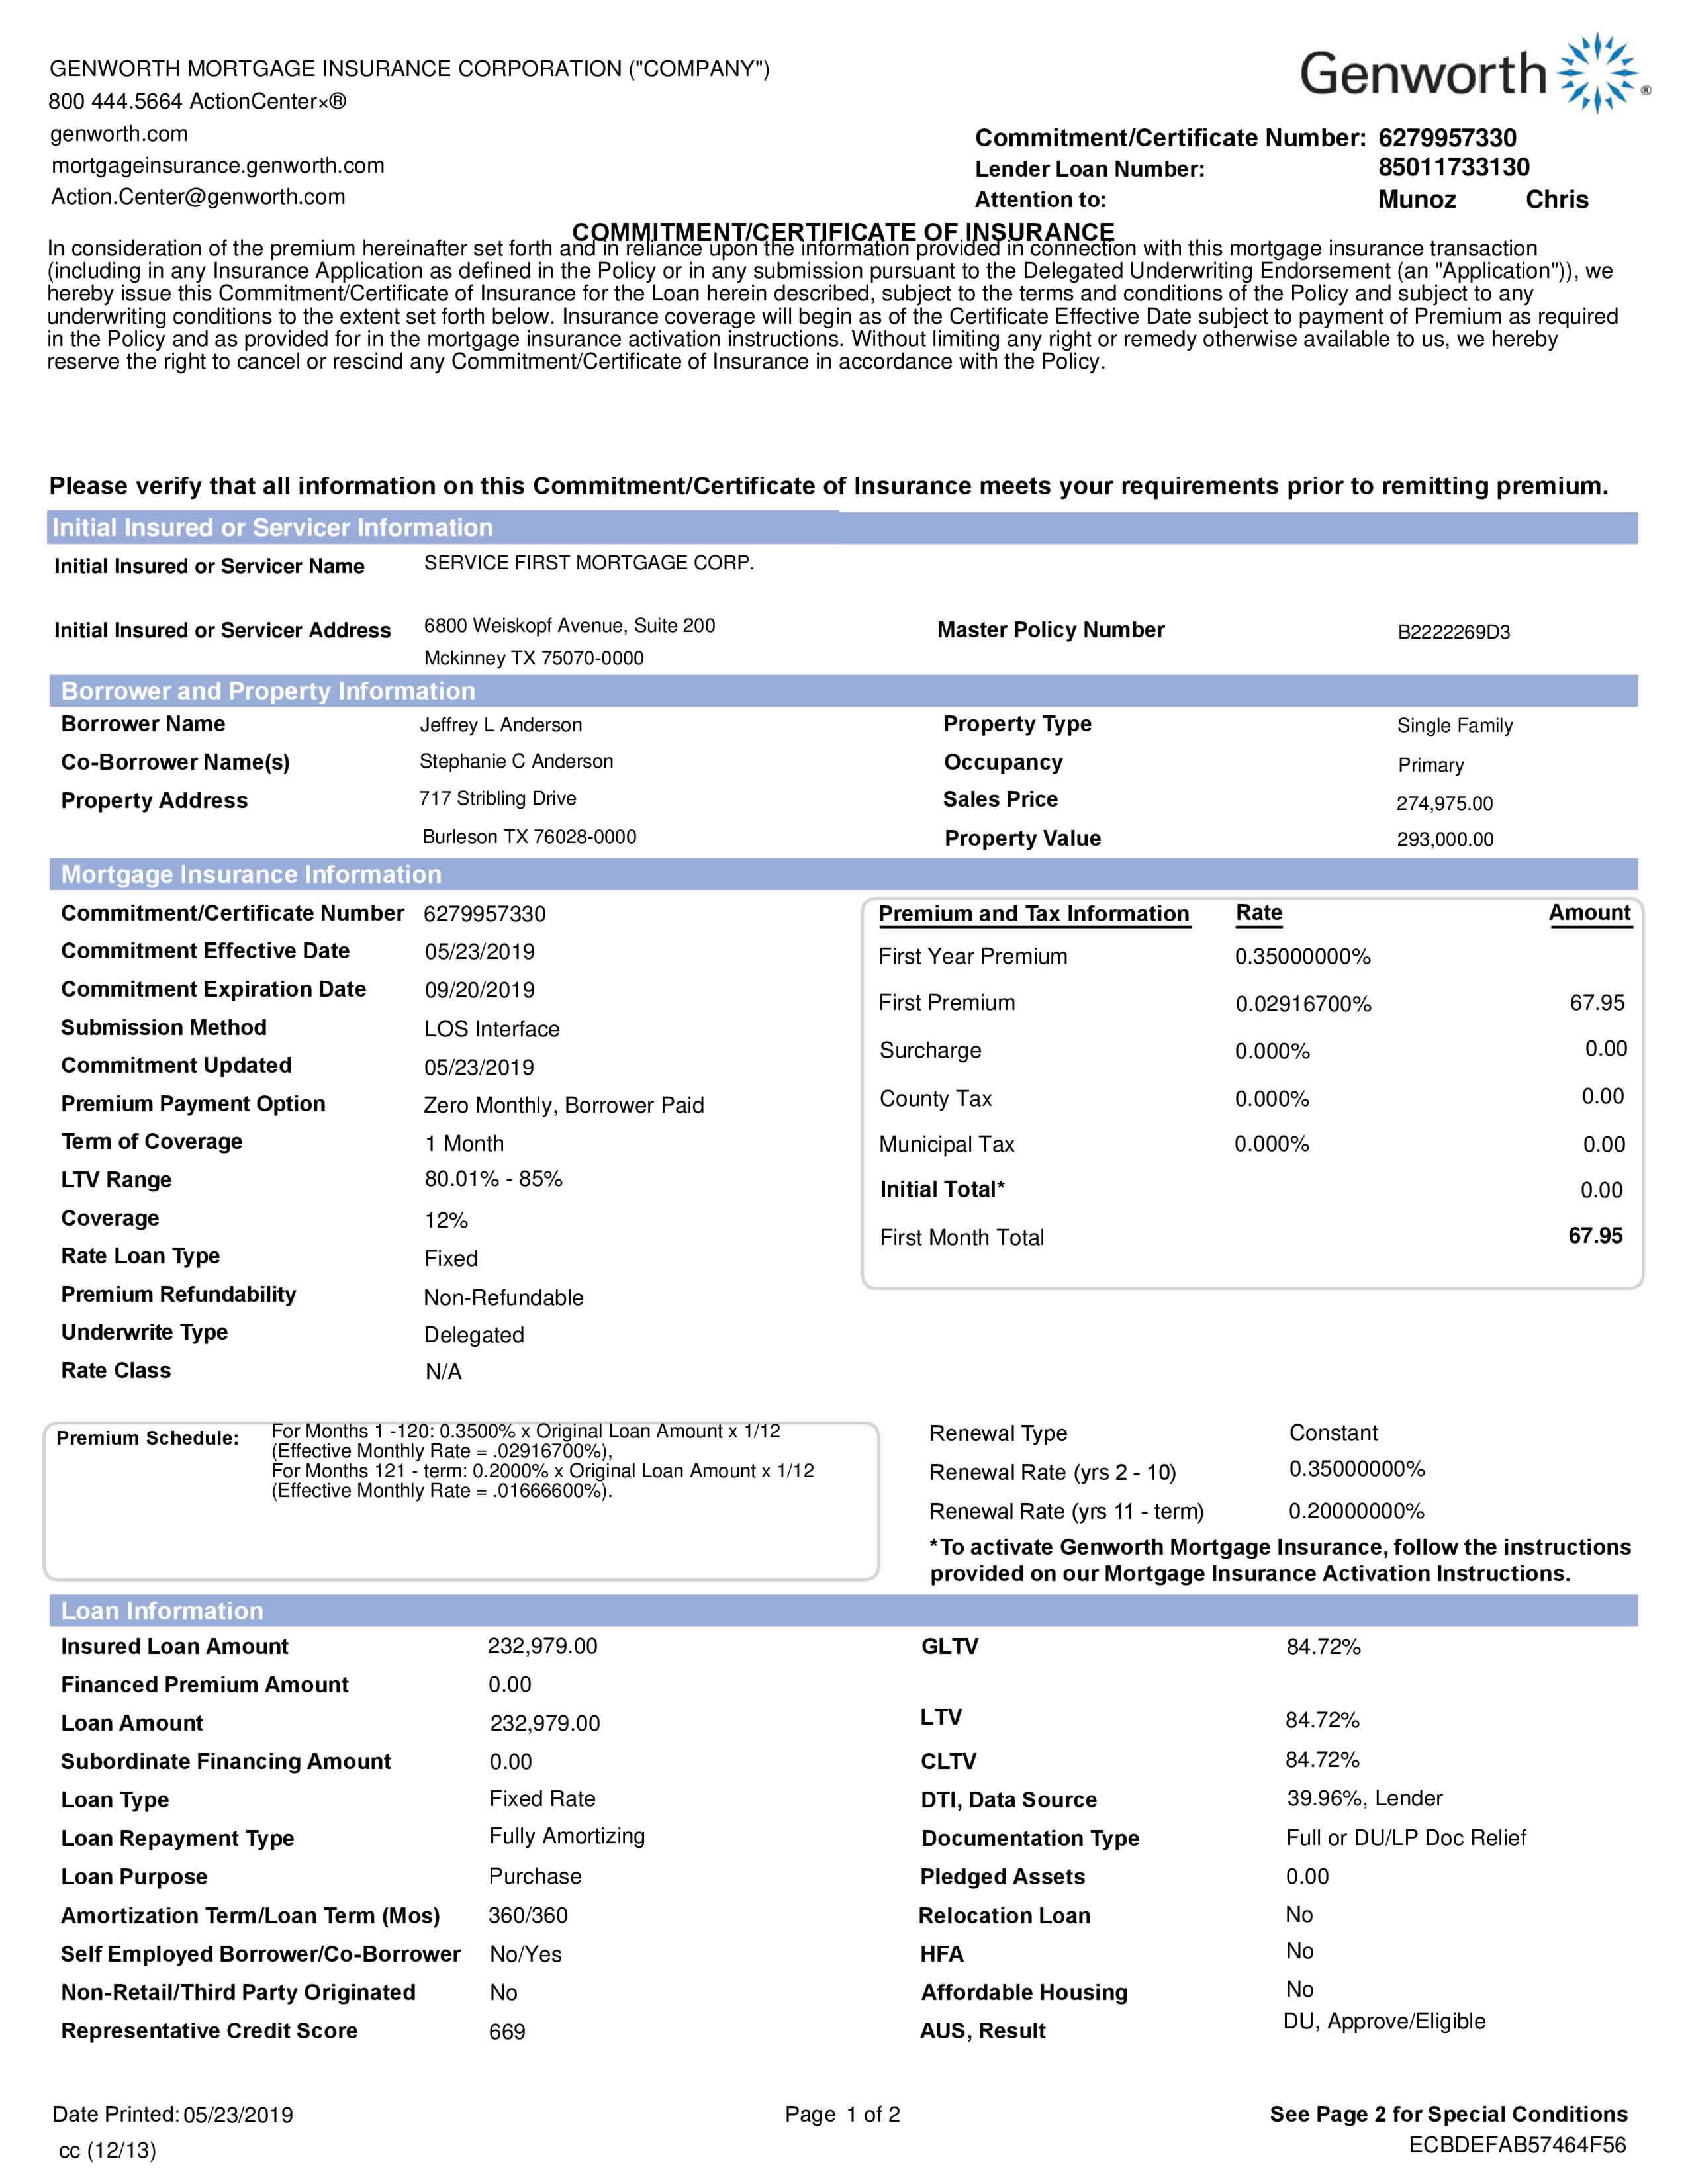 GENWORTH MORTGAGE INSURANCE CORPORATION ("COMPANY")
800 444.5664 ActionCenter×®
genworth.com
mortgageinsurance.genworth.com
Action.Center@genworth.com
Genworth ®
Commitment/Certificate Number: 6279957330
Lender Loan Number: 85011733130
Attention to: Munoz Chris
COMMITMENT/CERTIFICATE OF INSURANCE
In consideration of the premium hereinafter set forth and in reliance upon the information provided in connection with this mortgage insurance transaction
(including in any Insurance Application as defined in the Policy or in any submission pursuant to the Delegated Underwriting Endorsement (an "Application")), we
hereby issue this Commitment/Certificate of Insurance for the Loan herein described, subject to the terms and conditions of the Policy and subject to any
underwriting conditions to the extent set forth below. Insurance coverage will begin as of the Certificate Effective Date subject to payment of Premium as required
in the Policy and as provided for in the mortgage insurance activation instructions. Without limiting any right or remedy otherwise available to us, we hereby
reserve the right to cancel or rescind any Commitment/Certificate of Insurance in accordance with the Policy.
Please verify that all information on this Commitment/Certificate of Insurance meets your requirements prior to remitting premium.
Initial Insured or Servicer Information
Initial Insured or Servicer Name SERVICE FIRST MORTGAGE CORP.
Initial Insured or Servicer Address 6800 Weiskopf Avenue, Suite 200 Master Policy Number B2222269D3
Mckinney TX 75070-0000
Borrower and Property Information
Borrower Name Jeffrey L Anderson Property Type Single Family
Co-Borrower Name(s) Stephanie C Anderson Occupancy Primary
Property Address 717 Stribling Drive Sales Price 274,975.00
Burleson TX 76028-0000 Property Value 293,000.00
Mortgage Insurance Information
Commitment/Certificate Number 6279957330
Commitment Effective Date 05/23/2019
Commitment Expiration Date 09/20/2019
Submission Method LOS Interface
Commitment Updated 05/23/2019
Premium Payment Option Zero Monthly, Borrower Paid
Term of Coverage 1 Month
LTV Range 80.01% - 85%
Coverage 12%
Rate Loan Type Fixed
Premium Refundability Non-Refundable
Underwrite Type Delegated
Rate Class N/A
Premium and Tax Information Rate Amount
First Year Premium 0.35000000%
First Premium 0.02916700% 67.95
Surcharge 0.000% 0.00
County Tax 0.000% 0.00
Municipal Tax 0.000% 0.00
Initial Total* 0.00
First Month Total 67.95
Premium Schedule: For Months 1 -120: 0.3500% x Original Loan Amount x 1/12
(Effective Monthly Rate = .02916700%),
For Months 121 - term: 0.2000% x Original Loan Amount x 1/12
(Effective Monthly Rate = .01666600%).
Renewal Type Constant
Renewal Rate (yrs 2 - 10) 0.35000000%
Renewal Rate (yrs 11 - term) 0.20000000%
*To activate Genworth Mortgage Insurance, follow the instructions
provided on our Mortgage Insurance Activation Instructions.
Loan Information
Insured Loan Amount 232,979.00 GLTV 84.72%
Financed Premium Amount 0.00
Loan Amount 232,979.00 LTV 84.72%
Subordinate Financing Amount 0.00 CLTV 84.72%
Loan Type Fixed Rate DTI, Data Source 39.96%, Lender
Loan Repayment Type Fully Amortizing Documentation Type Full or DU/LP Doc Relief
Loan Purpose Purchase Pledged Assets 0.00
Amortization Term/Loan Term (Mos) 360/360 Relocation Loan No
Self Employed Borrower/Co-Borrower No/Yes HFA No
Non-Retail/Third Party Originated No Affordable Housing No
Representative Credit Score 669 AUS, Result DU, Approve/Eligible
Date Printed: 05/23/2019 Page 1 of 2 See Page 2 for Special Conditions
cc (12/13) ECBDEFAB57464F56